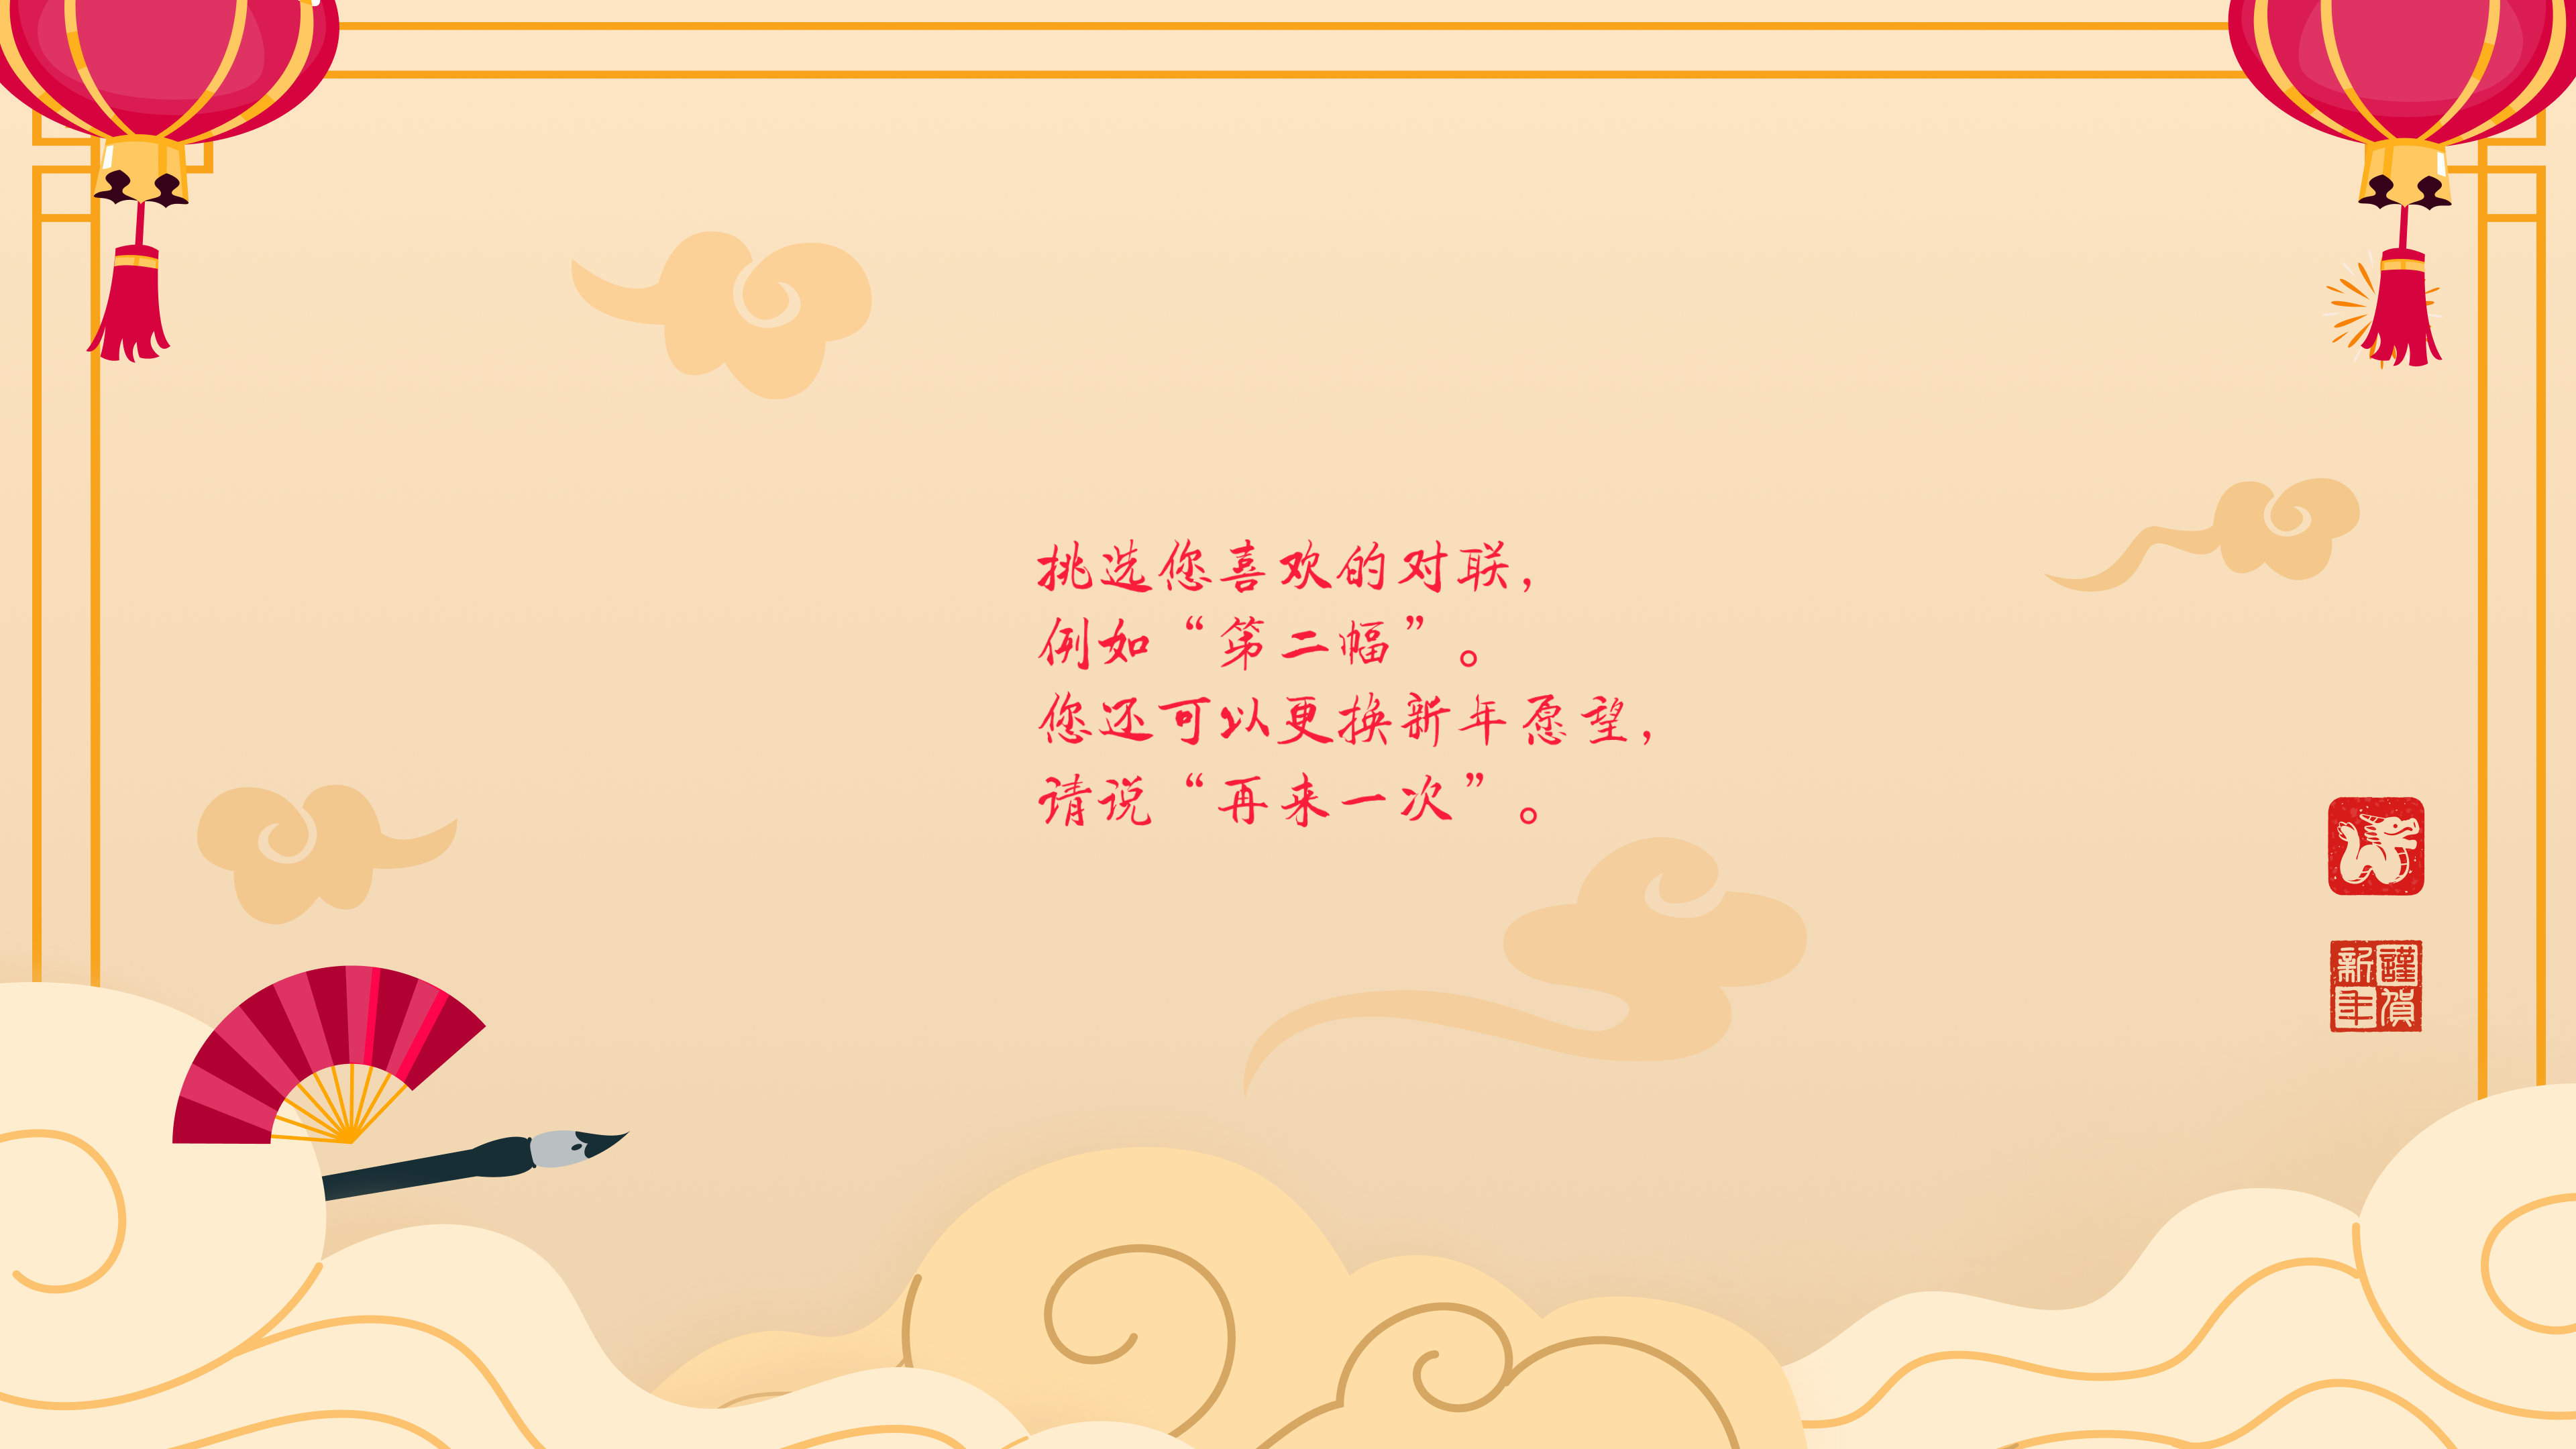 挑选您喜欢的对联，
例如“第二幅”。
您还可以更换新年愿望，
请说“再来一次”。
謹賀
新年